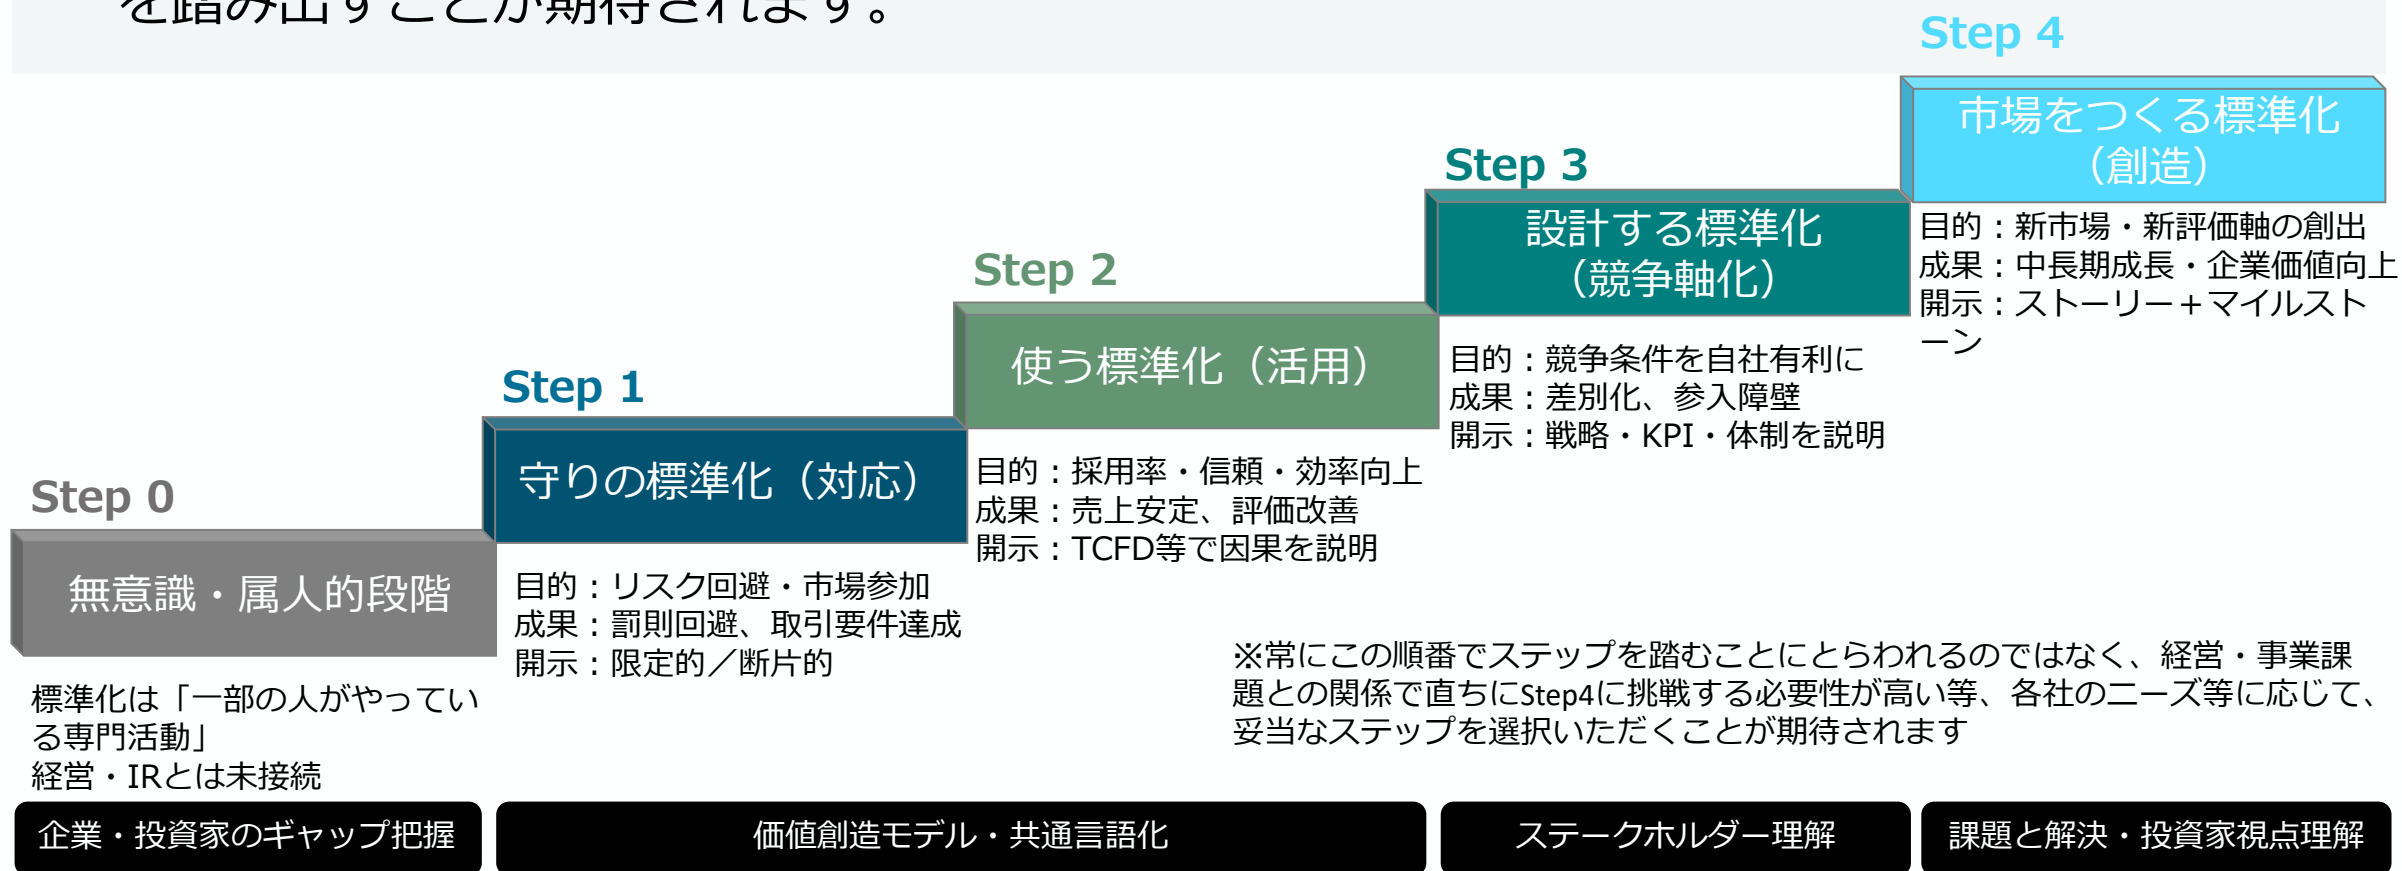 を踏み出すことが期待されます。
Step 4
市場をつくる標準化
（創造）
目的：新市場・新評価軸の創出
成果：中長期成長・企業価値向上
開示：ストーリー＋マイルスト
ーン
Step 3
設計する標準化
（競争軸化）
目的：競争条件を自社有利に
成果：差別化、参入障壁
開示：戦略・KPI・体制を説明
Step 2
使う標準化（活用）
目的：採用率・信頼・効率向上
成果：売上安定、評価改善
開示：TCFD等で因果を説明
Step 1
守りの標準化（対応）
目的：リスク回避・市場参加
成果：罰則回避、取引要件達成
開示：限定的／断片的
Step 0
無意識・属人的段階
標準化は「一部の人がやってい
る専門活動」
経営・IRとは未接続
※常にこの順番でステップを踏むことにとらわれるのではなく、経営・事業課
題との関係で直ちにStep4に挑戦する必要性が高い等、各社のニーズ等に応じて、
妥当なステップを選択いただくことが期待されます
企業・投資家のギャップ把握
価値創造モデル・共通言語化
ステークホルダー理解
課題と解決・投資家視点理解